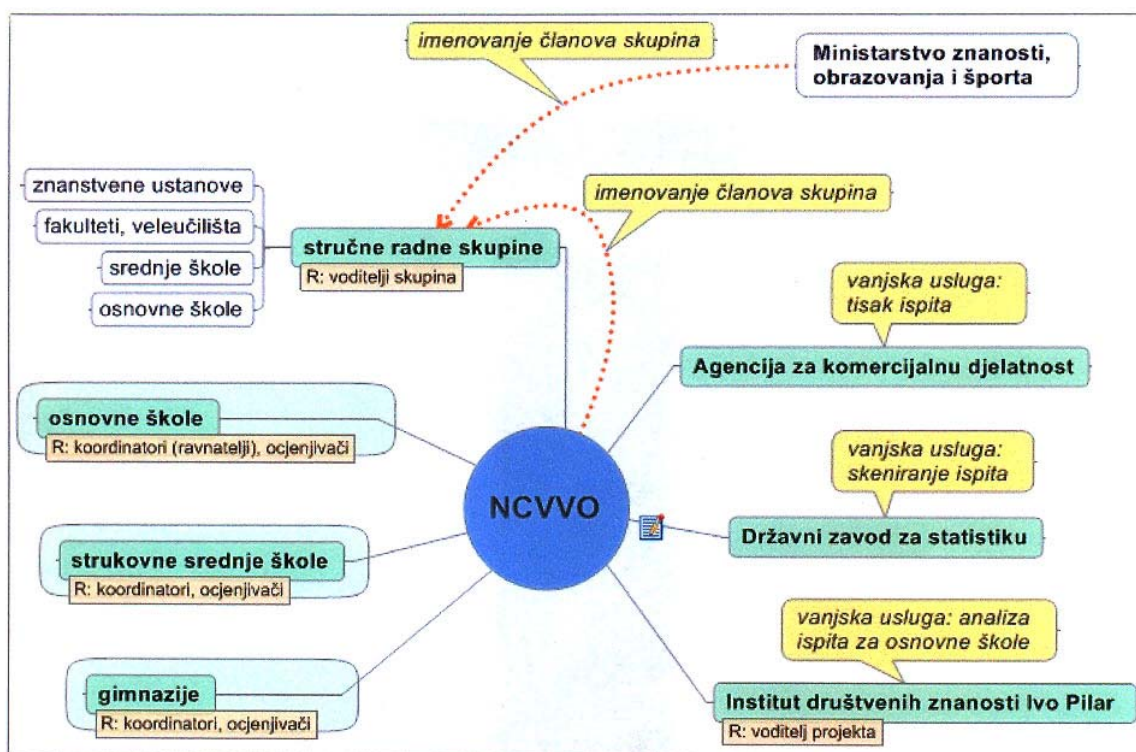 imenovanje članova skupina
Ministarstvo znanosti,
obrazovanja i športa
znanstvene ustanove
fakulteti, veleučilišta
srednje škole
osnovne škole
stručne radne skupine
R: voditelji skupina
imenovanje članova skupina
vanjska usluga:
tisak ispita
Agencija za komercijalnu djelatnost
osnovne škole
R: koordinatori (ravnatelji), ocjenjivači
NCVVO
vanjska usluga:
skeniranje ispita
Državni zavod za statistiku
strukovne srednje škole
R: koordinatori, ocjenjivači
vanjska usluga: analiza
ispita za osnovne škole
gimnazije
R: koordinatori, ocjenjivači
Institut društvenih znanosti Ivo Pilar
R: voditelj projekta